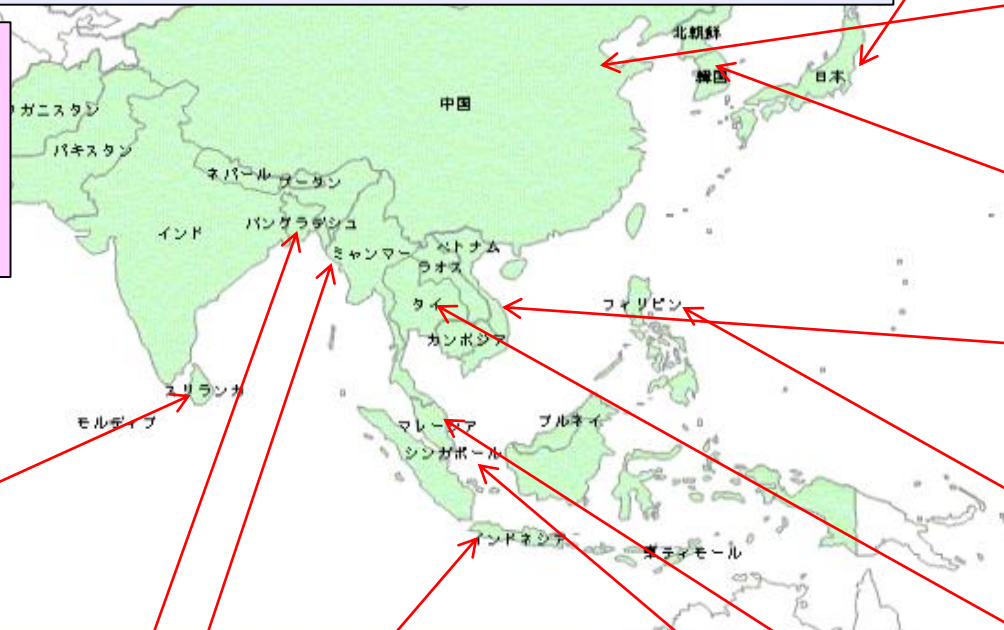 北朝鮮
韓国
日本
中国
ガニスタン
パキスタン
ネパール
ブータン
バングラデシュ
インド
ミャンマー
ベトナム
ラオス
タイ
フィリピン
カンボジア
スリランカ
モルディブ
マレーシア
ブルネイ
シンガポール
インドネシア
東ティモール